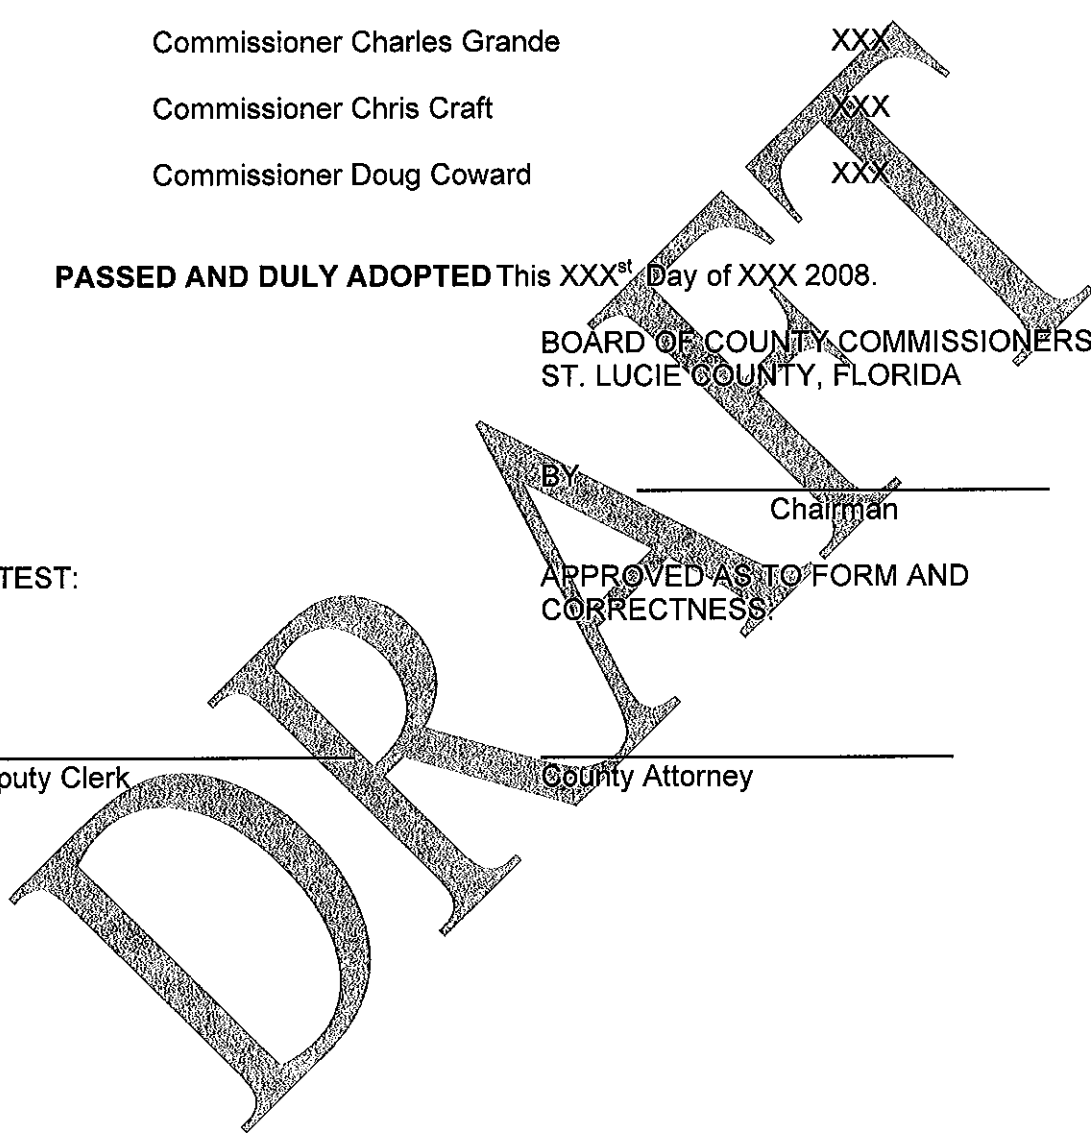 Commissioner Charles Grande XXX
Commissioner Chris Craft XXX
Commissioner Doug Coward XXX
PASSED AND DULY ADOPTED This XXXst Day of XXX 2008.
BOARD OF COUNTY COMMISSIONERS
ST. LUCIE COUNTY, FLORIDA
BY
Chairman
TEST:
APPROVED AS TO FORM AND
CORRECTNESS:
puty Clerk
County Attorney
DRAFT